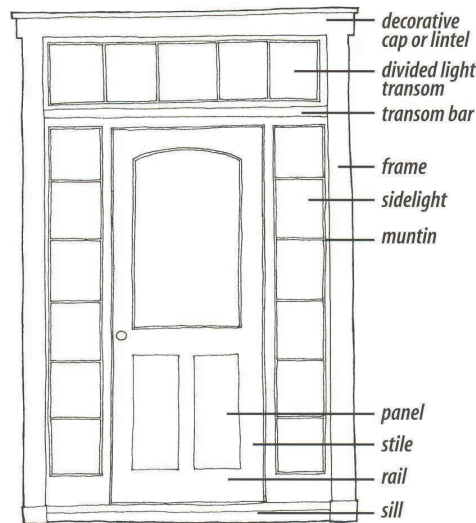 decorative
cap or lintel
divided light
transom
transom bar
frame
sidelight
muntin
panel
stile
rail
sill